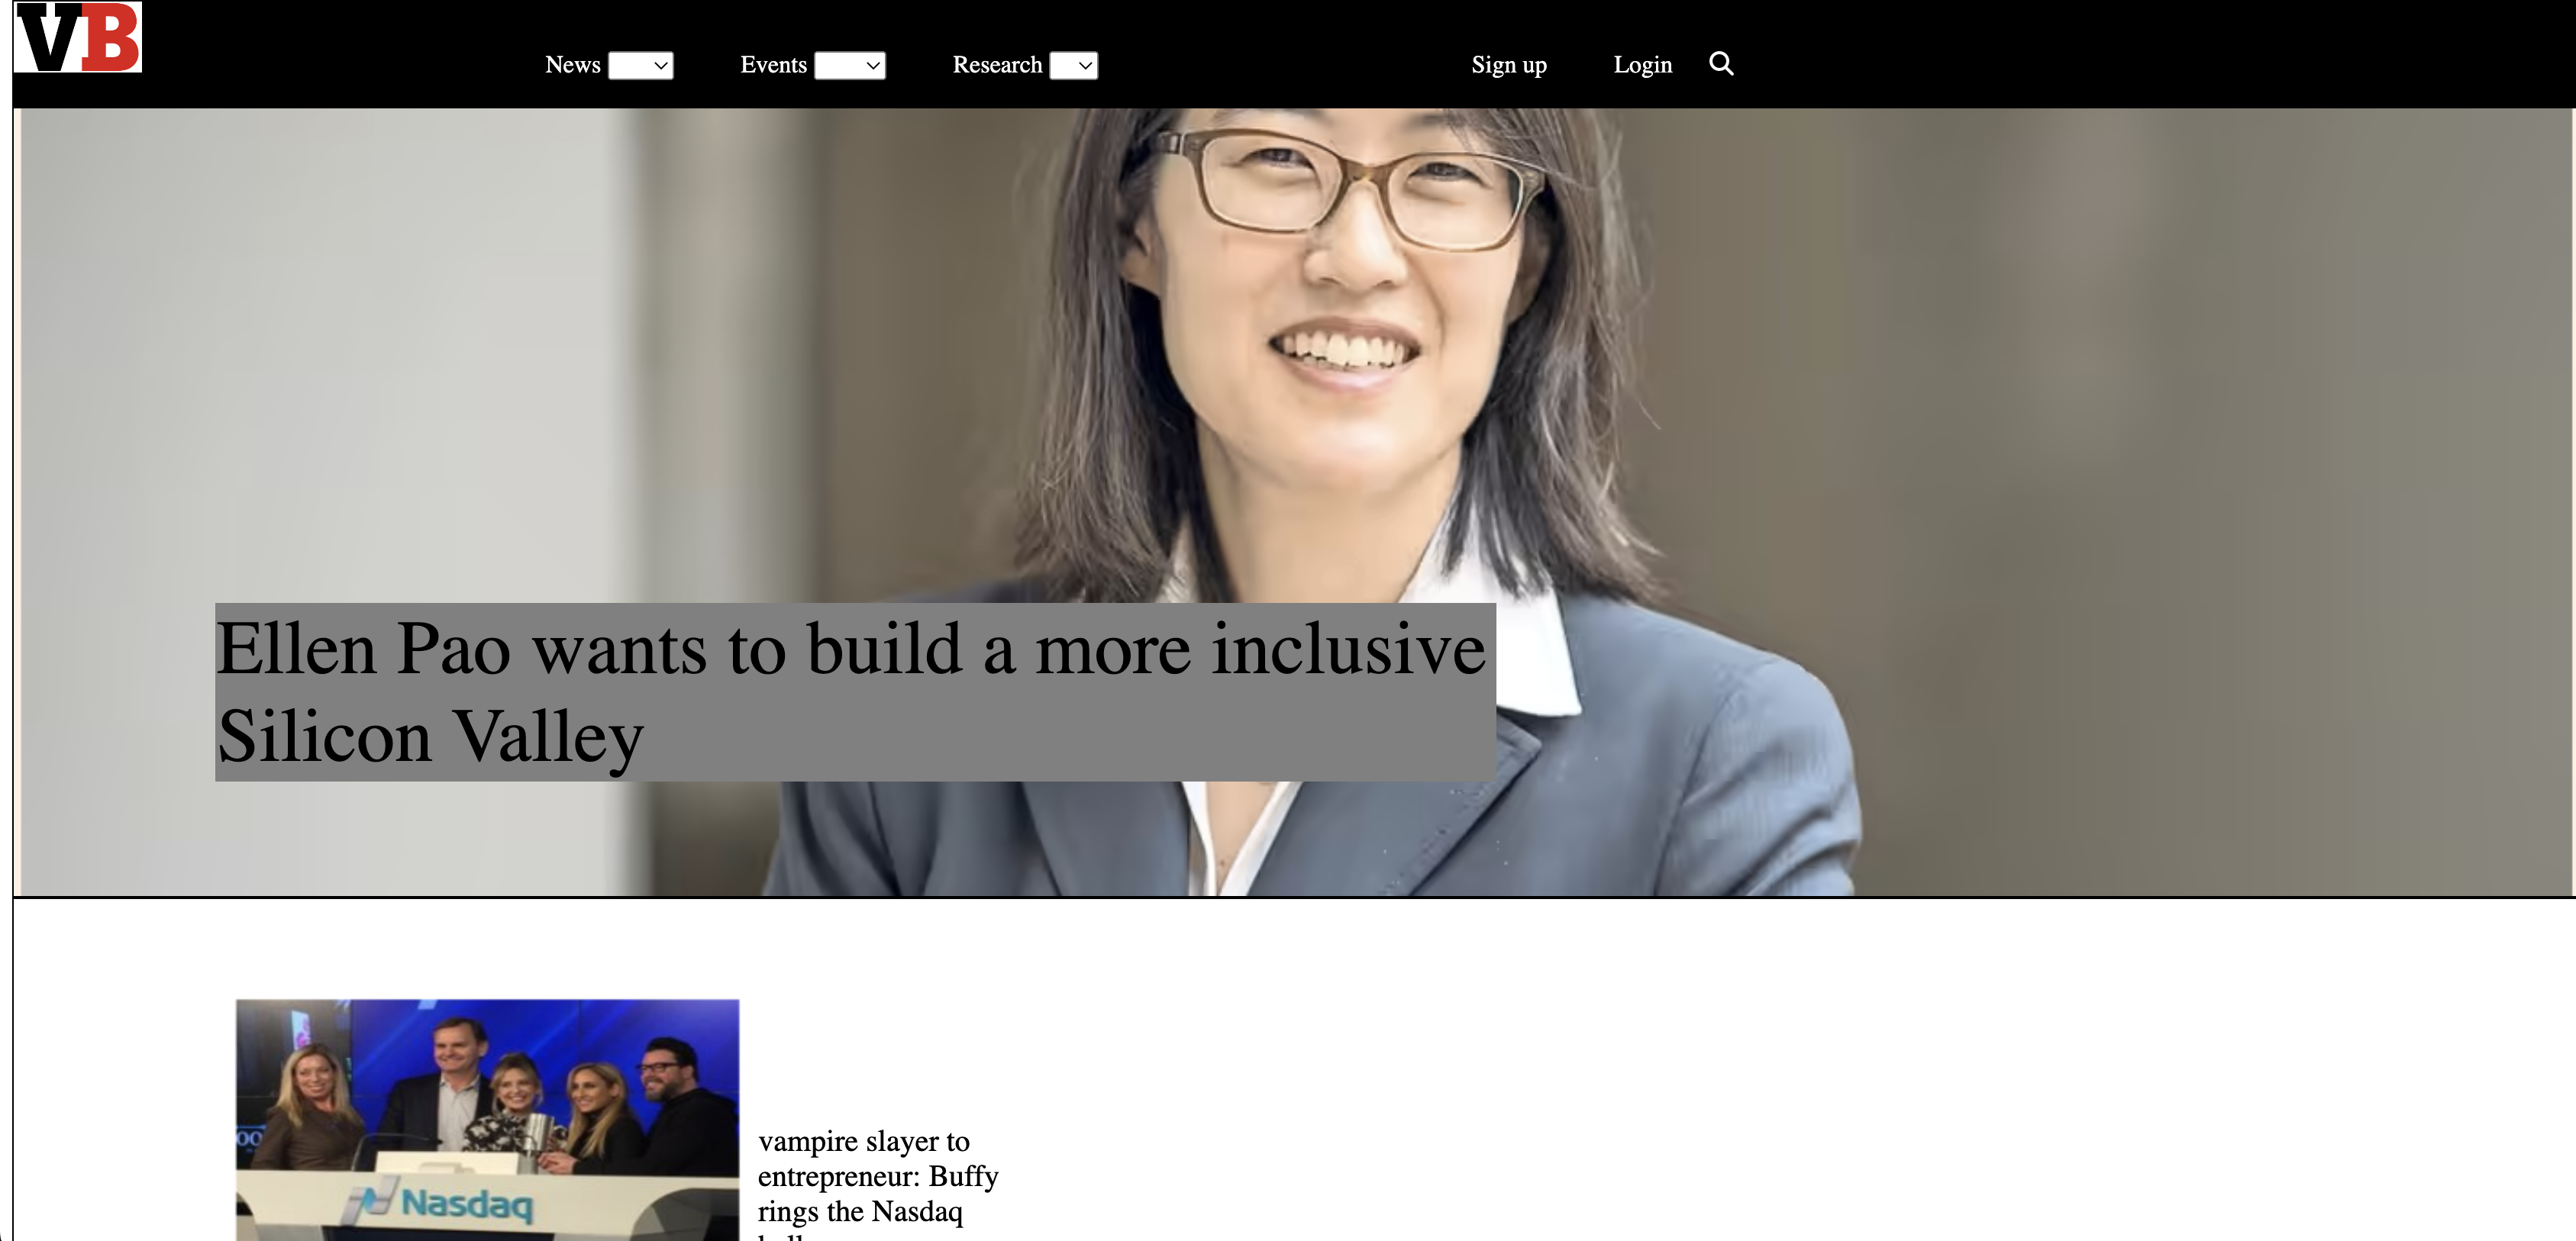 VB
News
Events
Research
Sign up
Login
Ellen Pao wants to build a more inclusive
Silicon Valley
Nasdaq
vampire slayer to
entrepreneur: Buffy
rings the Nasdaq